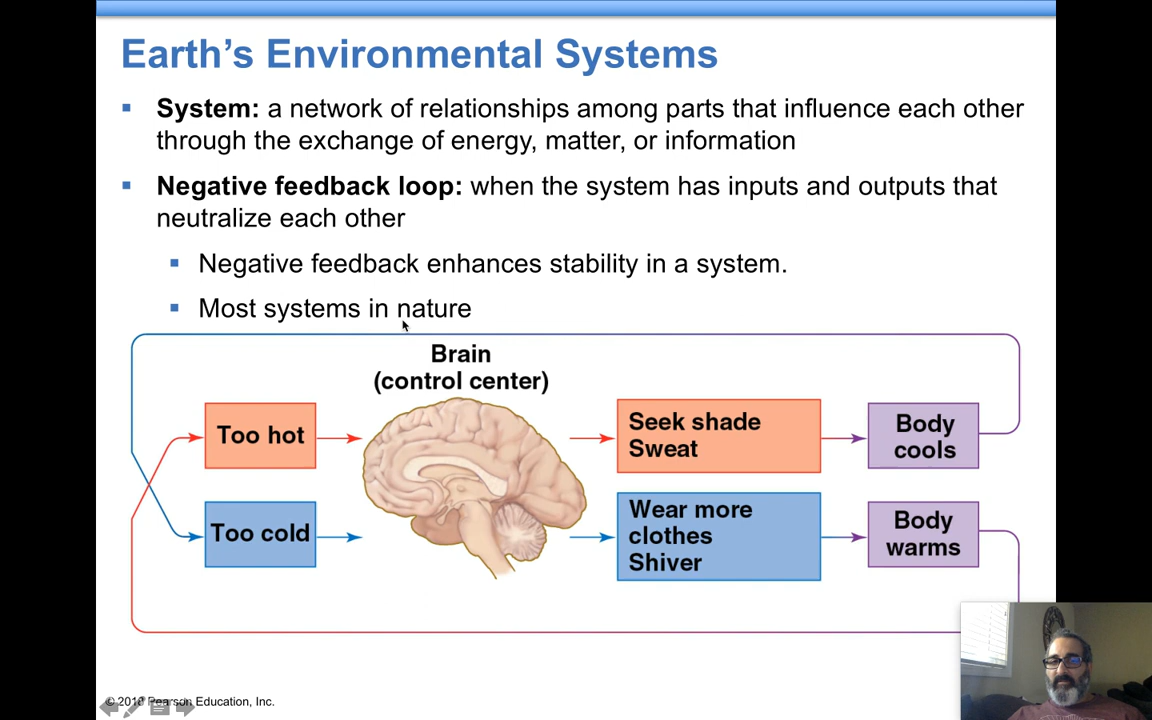 Earth's Environmental Systems
System: a network of relationships among parts that influence each other
through the exchange of energy, matter, or information
Negative feedback loop: when the system has inputs and outputs that
neutralize each other
Negative feedback enhances stability in a system.
Most systems in nature
Brain
(control center)
Too hot
Seek shade
Sweat
Body
cools
Too cold
Wear more
clothes
Shiver
Body
warms
© 2018 Pearson Education, Inc.